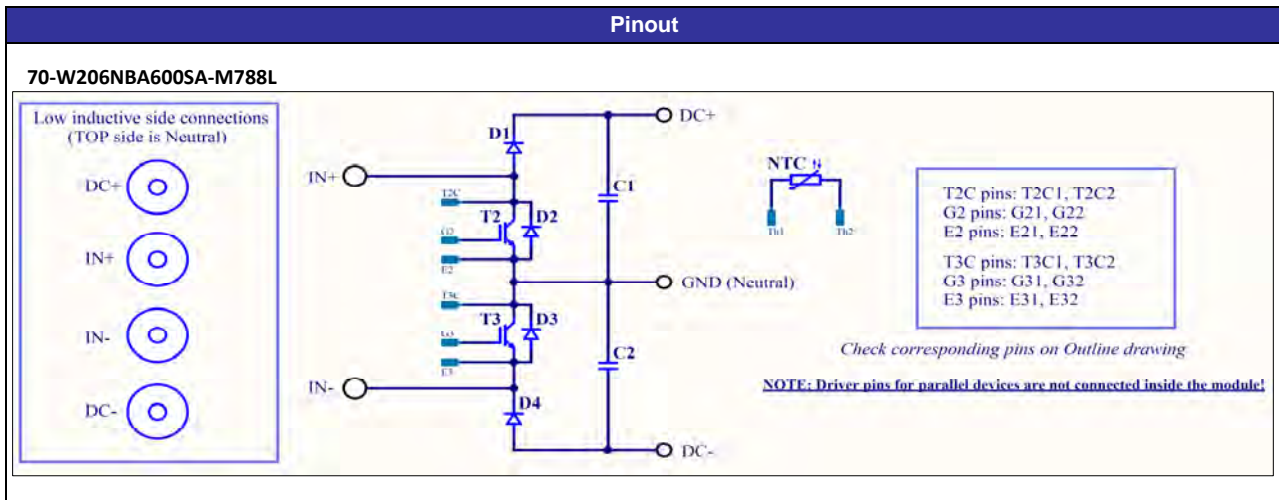 Pinout
70-W206NBA600SA-M788L
Low inductive side connections
(TOP side is Neutral)
DC+
IN+
IN-
DC-
DC+
D1
IN+
C1
T2C
T2
D2
G2
E2
GND (Neutral)
T3C
T3
D3
G3
E3
C2
IN-
D4
DC-
NTC
Th1
Th2
T2C pins: T2C1, T2C2
G2 pins: G21, G22
E2 pins: E21, E22
T3C pins: T3C1, T3C2
G3 pins: G31, G32
E3 pins: E31, E32
Check corresponding pins on Outline drawing
NOTE: Driver pins for parallel devices are not connected inside the module!